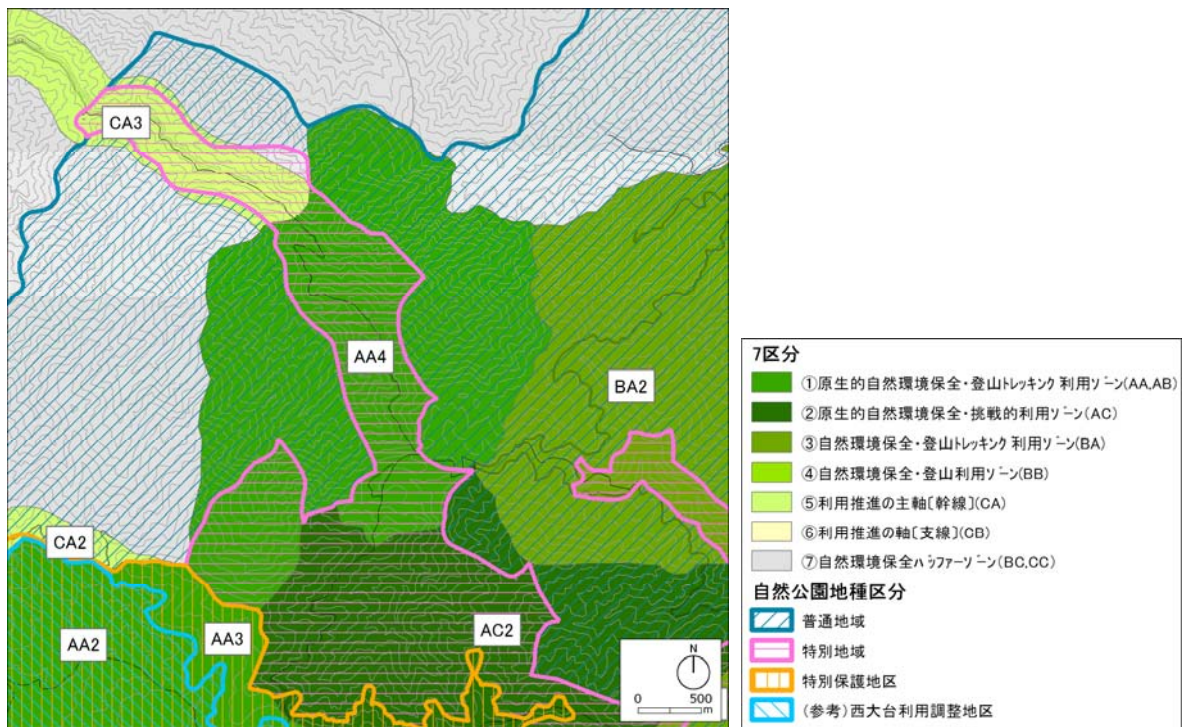 CA3
AA4
BA2
CA2
AA2
AA3
AC2
N
0 500
m
7区分
①原生的自然環境保全・登山トレッキング利用ゾーン(AA,AB)
②原生的自然環境保全・挑戦的利用ゾーン(AC)
③自然環境保全・登山トレッキング利用ゾーン(BA)
④自然環境保全・登山利用ゾーン(BB)
⑤利用推進の主軸〔幹線〕(CA)
⑥利用推進の軸〔支線〕(CB)
⑦自然環境保全バッファーゾーン(BC,CC)
自然公園地種区分
普通地域
特別地域
特別保護地区
(参考)西大台利用調整地区